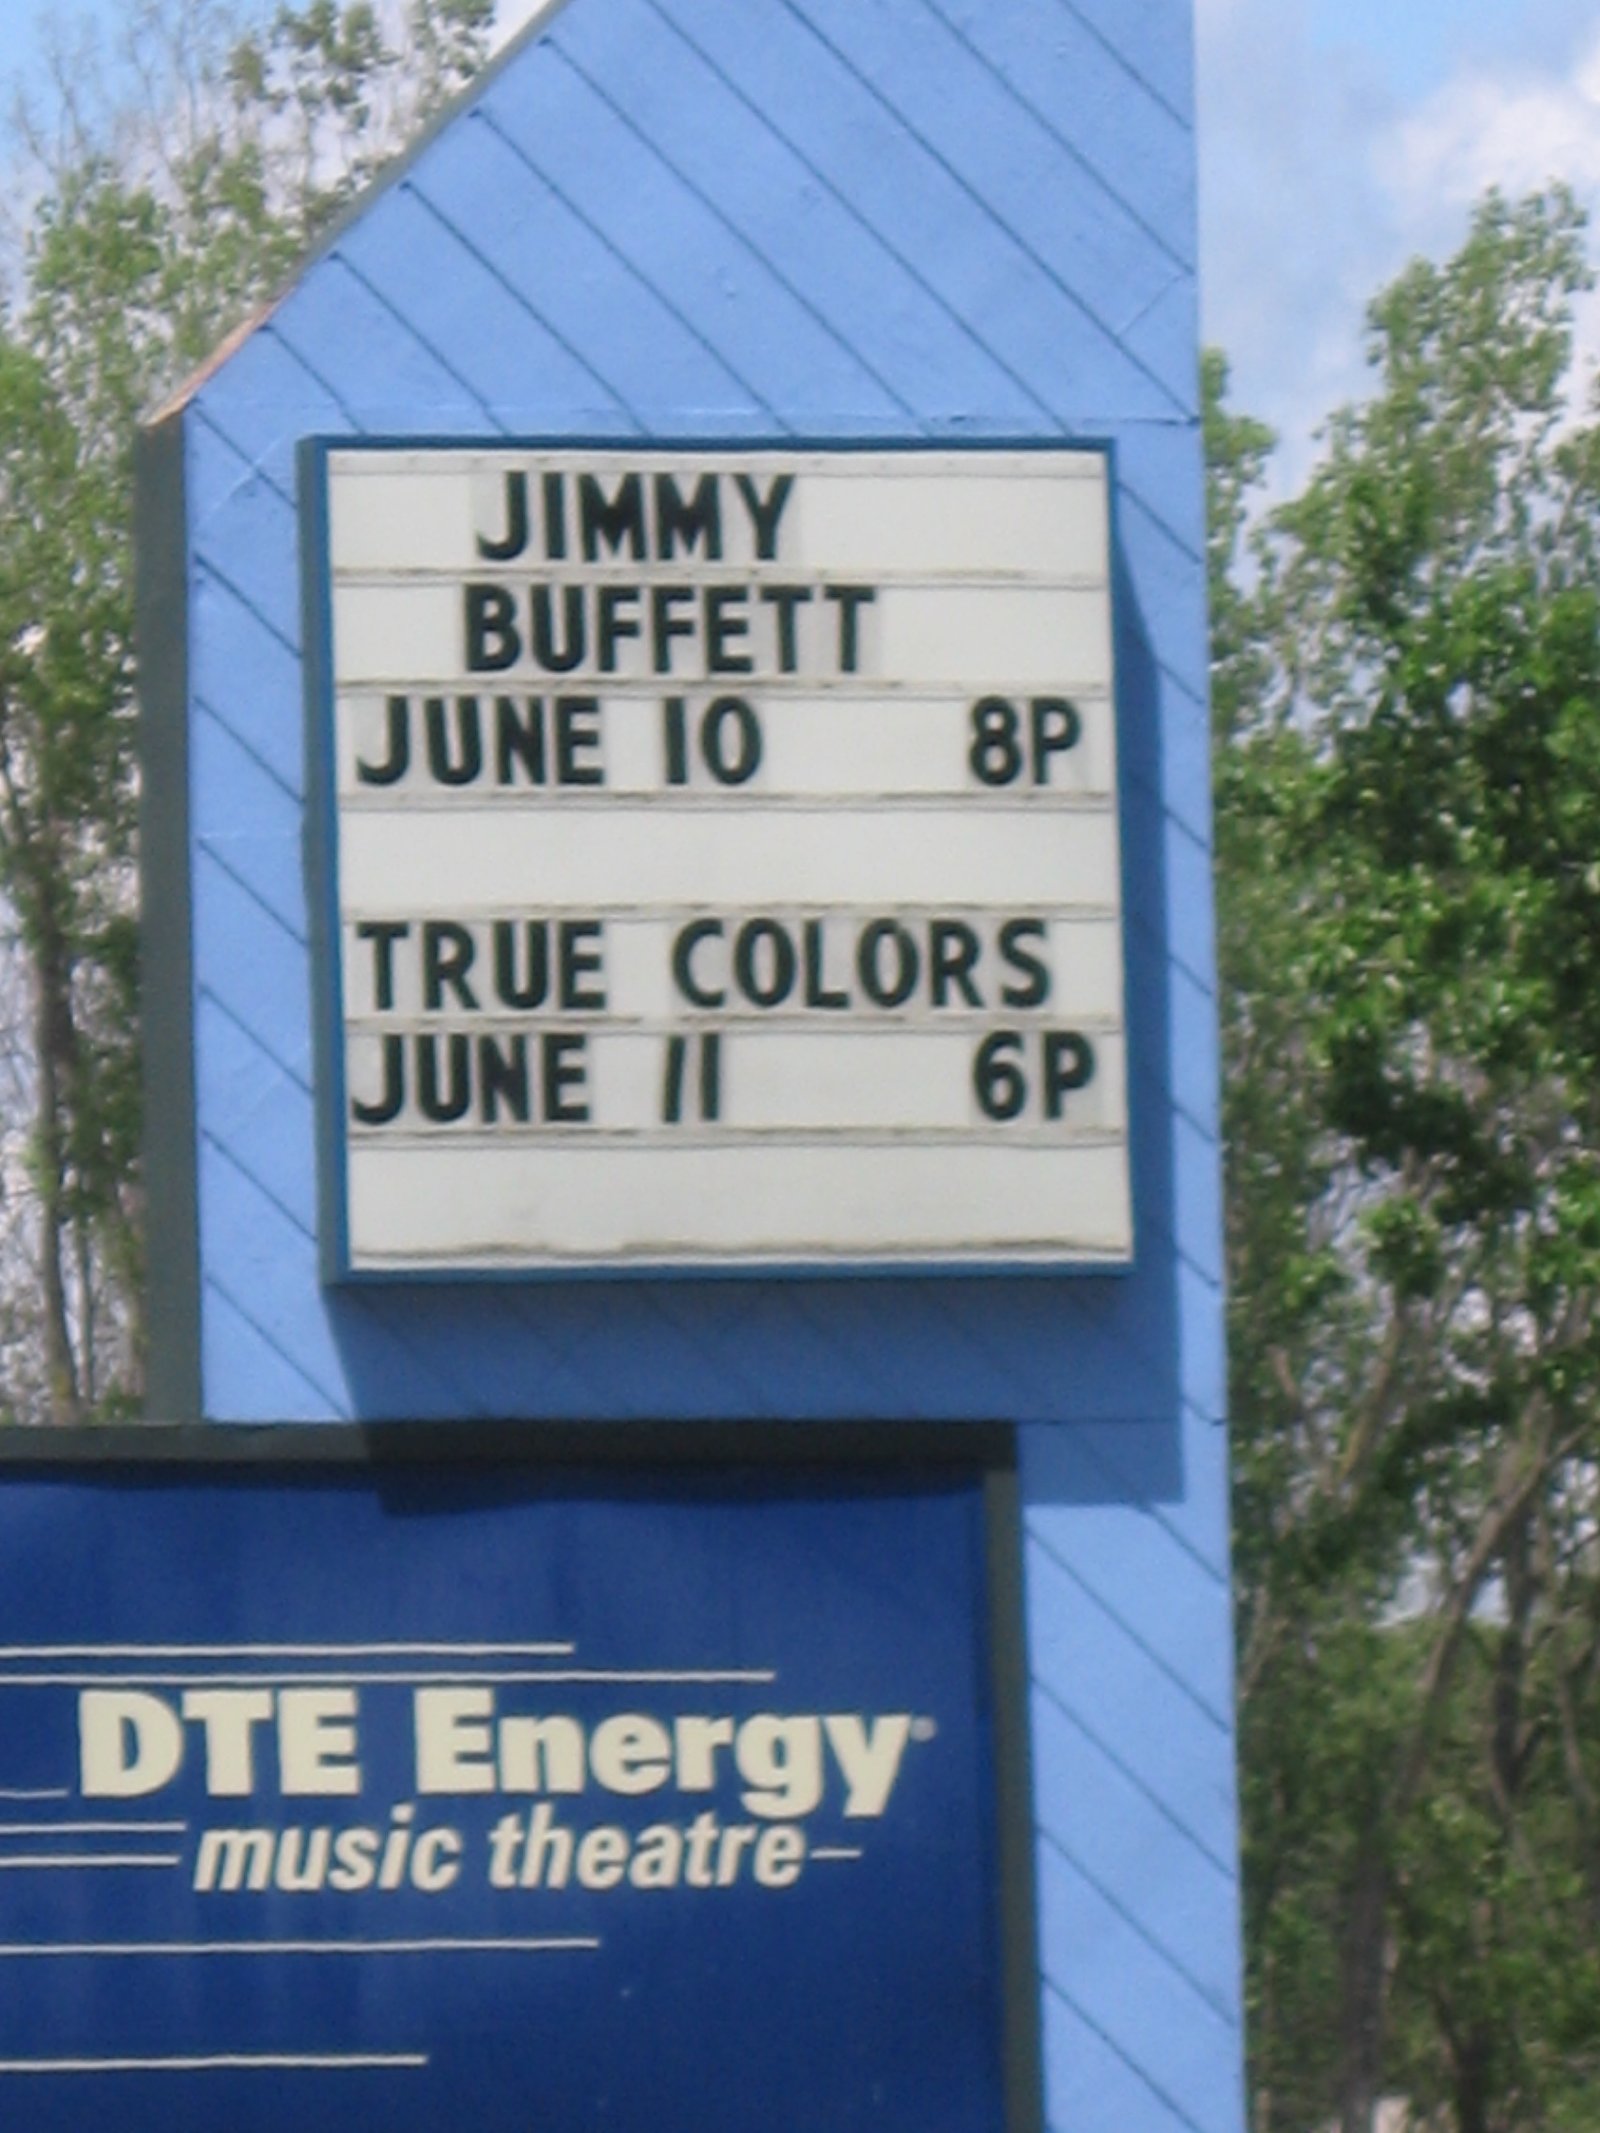 JIMMY
BUFFETT
JUNE 10 8P
TRUE COLORS
JUNE 11 6P
DTE Energy
music theatre